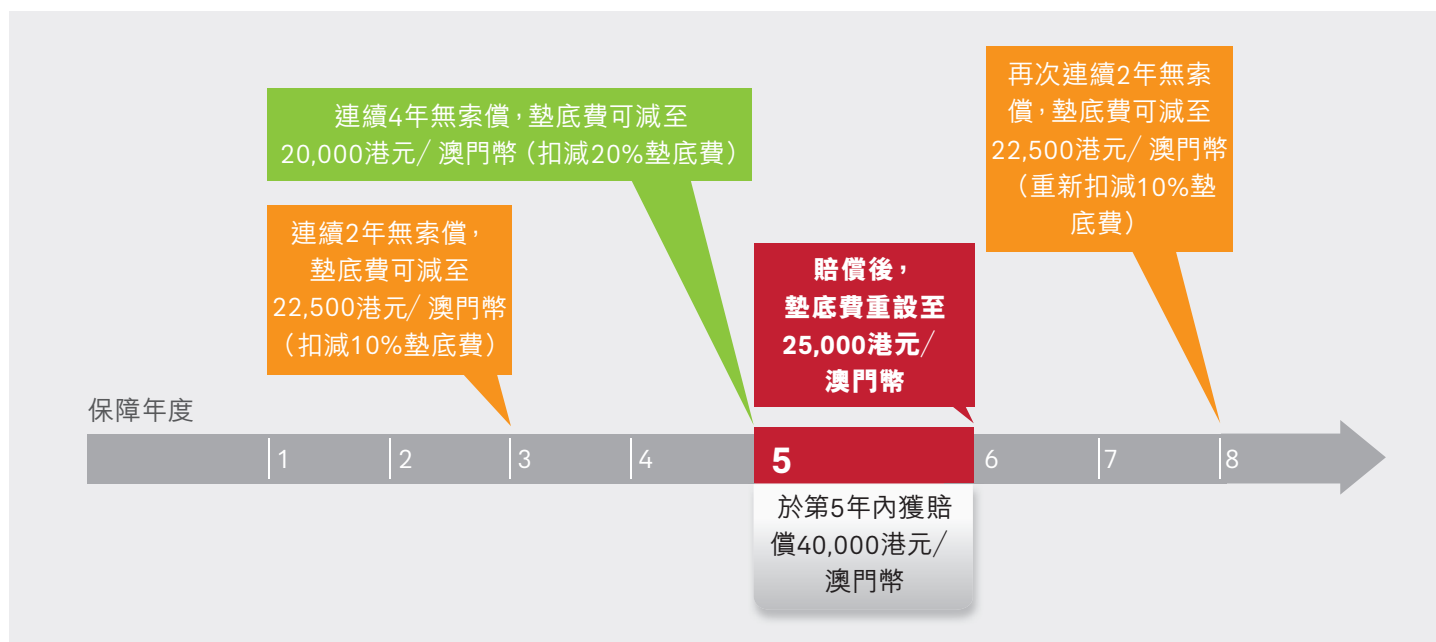 連續4年無索償，墊底費可減至
20,000港元/ 澳門幣（扣減20%墊底費）
再次連續2年無索
償，墊底費可減至
22,500港元/ 澳門幣
（重新扣減10%墊
底費）
連續2年無索償，
墊底費可減至
22,500港元/ 澳門幣
（扣減10%墊底費）
賠償後，
墊底費重設至
25,000港元/
澳門幣
保障年度
1 2 3 4 5 6 7 8
於第5年內獲賠
償40,000港元/
澳門幣